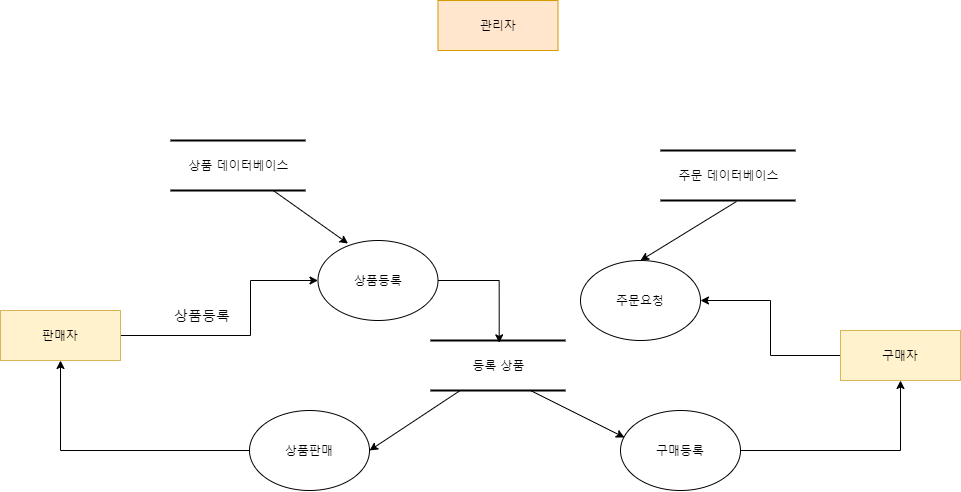 관리자
상품 데이터베이스
주문 데이터베이스
상품등록
주문요청
상품등록
판매자
구매자
등록 상품
상품판매
구매등록